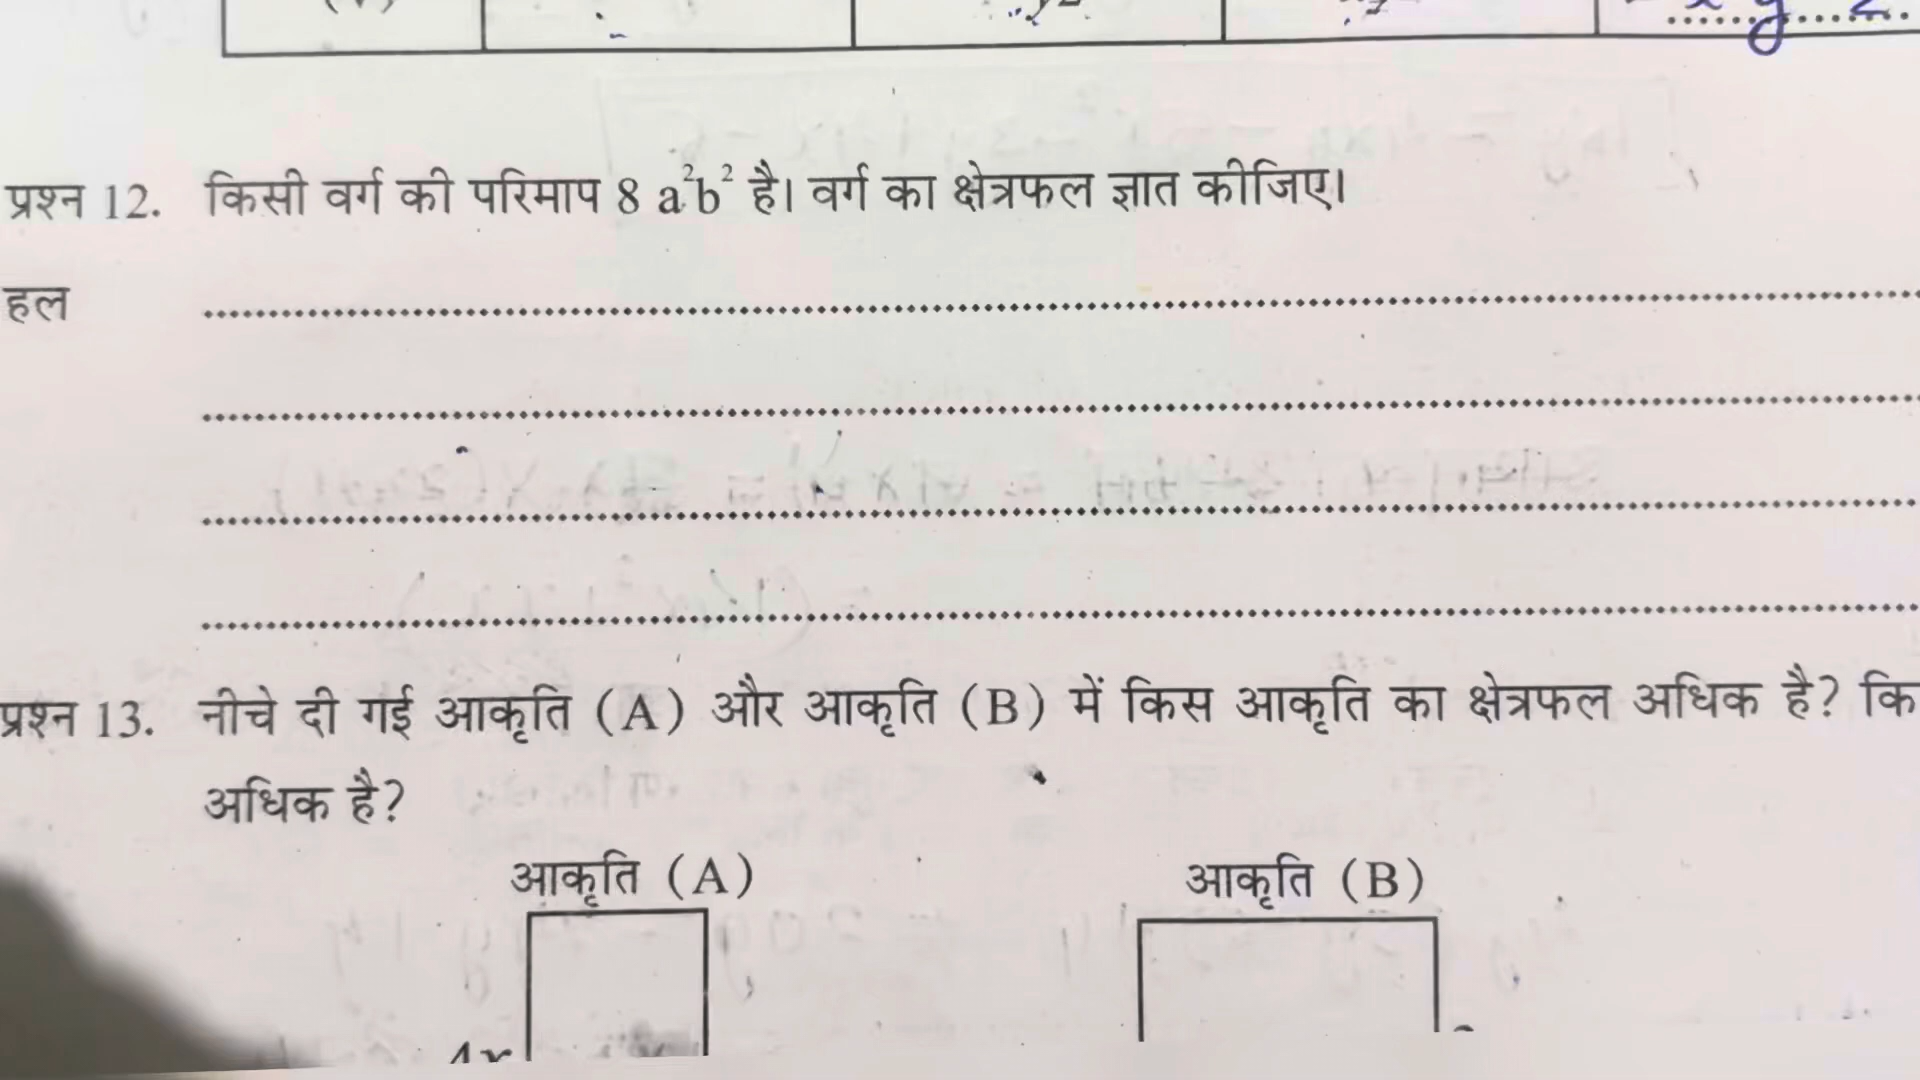 प्रश्न 12. किसी वर्ग की परिमाप 8 a²b² है। वर्ग का क्षेत्रफल ज्ञात कीजिए।
हल
प्रश्न 13. नीचे दी गई आकृति (A) और आकृति (B) में किस आकृति का क्षेत्रफल अधिक है? कि
अधिक है?
आकृति (A) आकृति (B)
4x